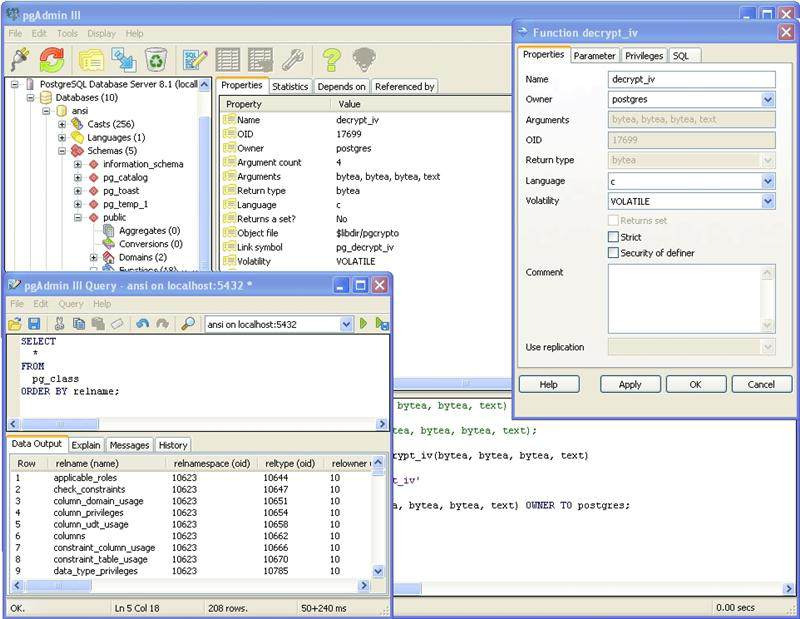 pgAdmin III
File Edit Tools Display Help
PostgreSQL Database Server 8.1 (local
Databases (10)
ansi
Casts (256)
Languages (1)
Schemas (5)
information_schema
pg_catalog
pg_toast
pg_temp_1
public
Aggregates (0)
Conversions (0)
Domains (2)
Functions (48)
Properties Statistics Depends on Referenced by
Property Value
Name decrypt_iv
OID 17699
Owner postgres
Argument count 4
Arguments bytea, bytea, bytea, text
Return type bytea
Language c
Returns a set? No
Object file $libdir/pgcrypto
Link symbol pg_decrypt_iv
Volatility VOLATILE
Function decrypt_iv
Properties Parameter Privileges SQL
Name decrypt_iv
Owner postgres
Arguments bytea, bytea, bytea, text
OID 17699
Return type bytea
Language c
Volatility VOLATILE
Returns set
Strict
Security of definer
Comment
Use replication
Help Apply OK Cancel
pgAdmin III Query - ansi on localhost:5432 *
File Edit Query Help
ansi on localhost:5432
SELECT
*
FROM
pg_class
ORDER BY relname;
Data Output Explain Messages History
Row relname (name) relnamespace (oid) reltype (oid) relowner
1 applicable_roles 10623 10644 10
2 check_constraints 10623 10647 10
3 column_domain_usage 10623 10651 10
4 column_privileges 10623 10654 10
5 column_udt_usage 10623 10658 10
6 columns 10623 10662 10
7 constraint_column_usage 10623 10666 10
8 constraint_table_usage 10623 10670 10
9 data_type_privileges 10623 10785 10
OK. Ln 5 Col 18 208 rows. 50+240 ms
bytea, bytea, text)
tea, bytea, bytea, text);
crypt_iv(bytea, bytea, bytea, text)
t_iv'
a, bytea, bytea, text) OWNER TO postgres;
0.00 secs